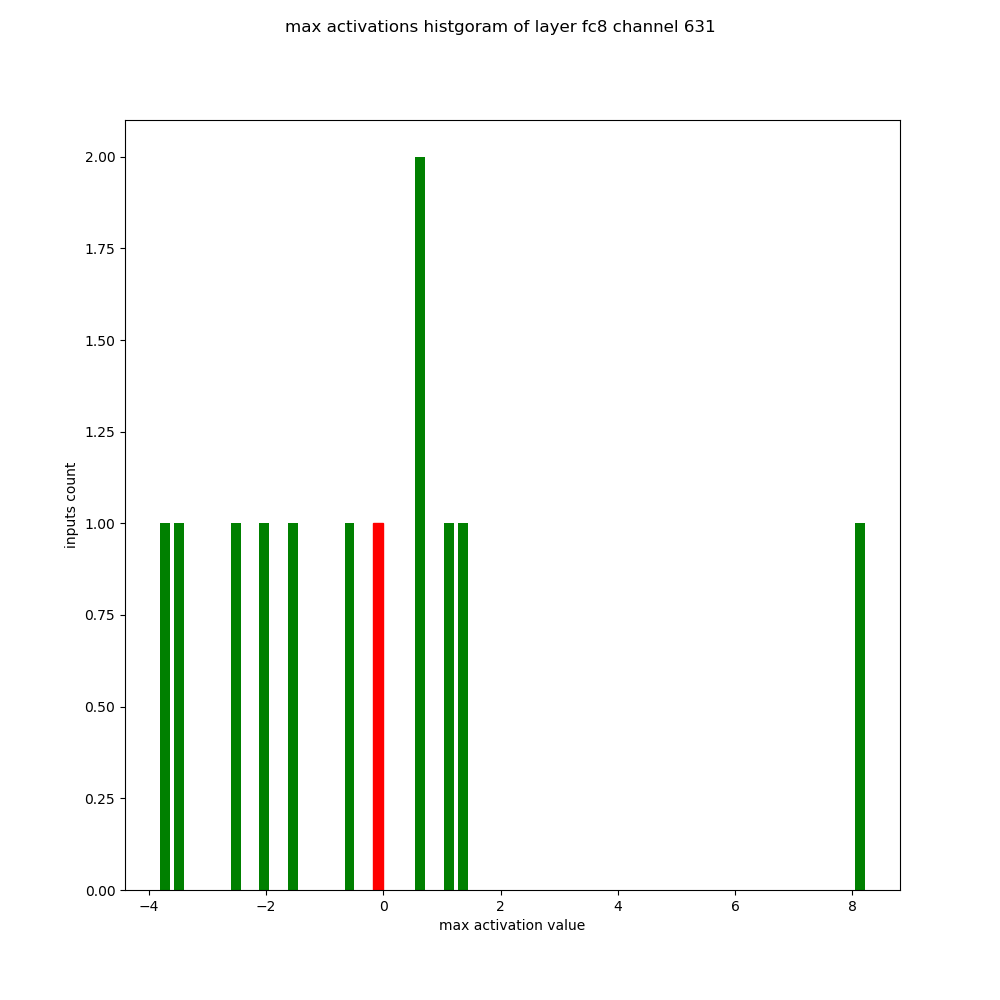 max activations histgoram of layer fc8 channel 631
2.00
1.75
1.50
1.25
inputs count
1.00
0.75
0.50
0.25
0.00
−4 −2 0 2 4 6 8
max activation value